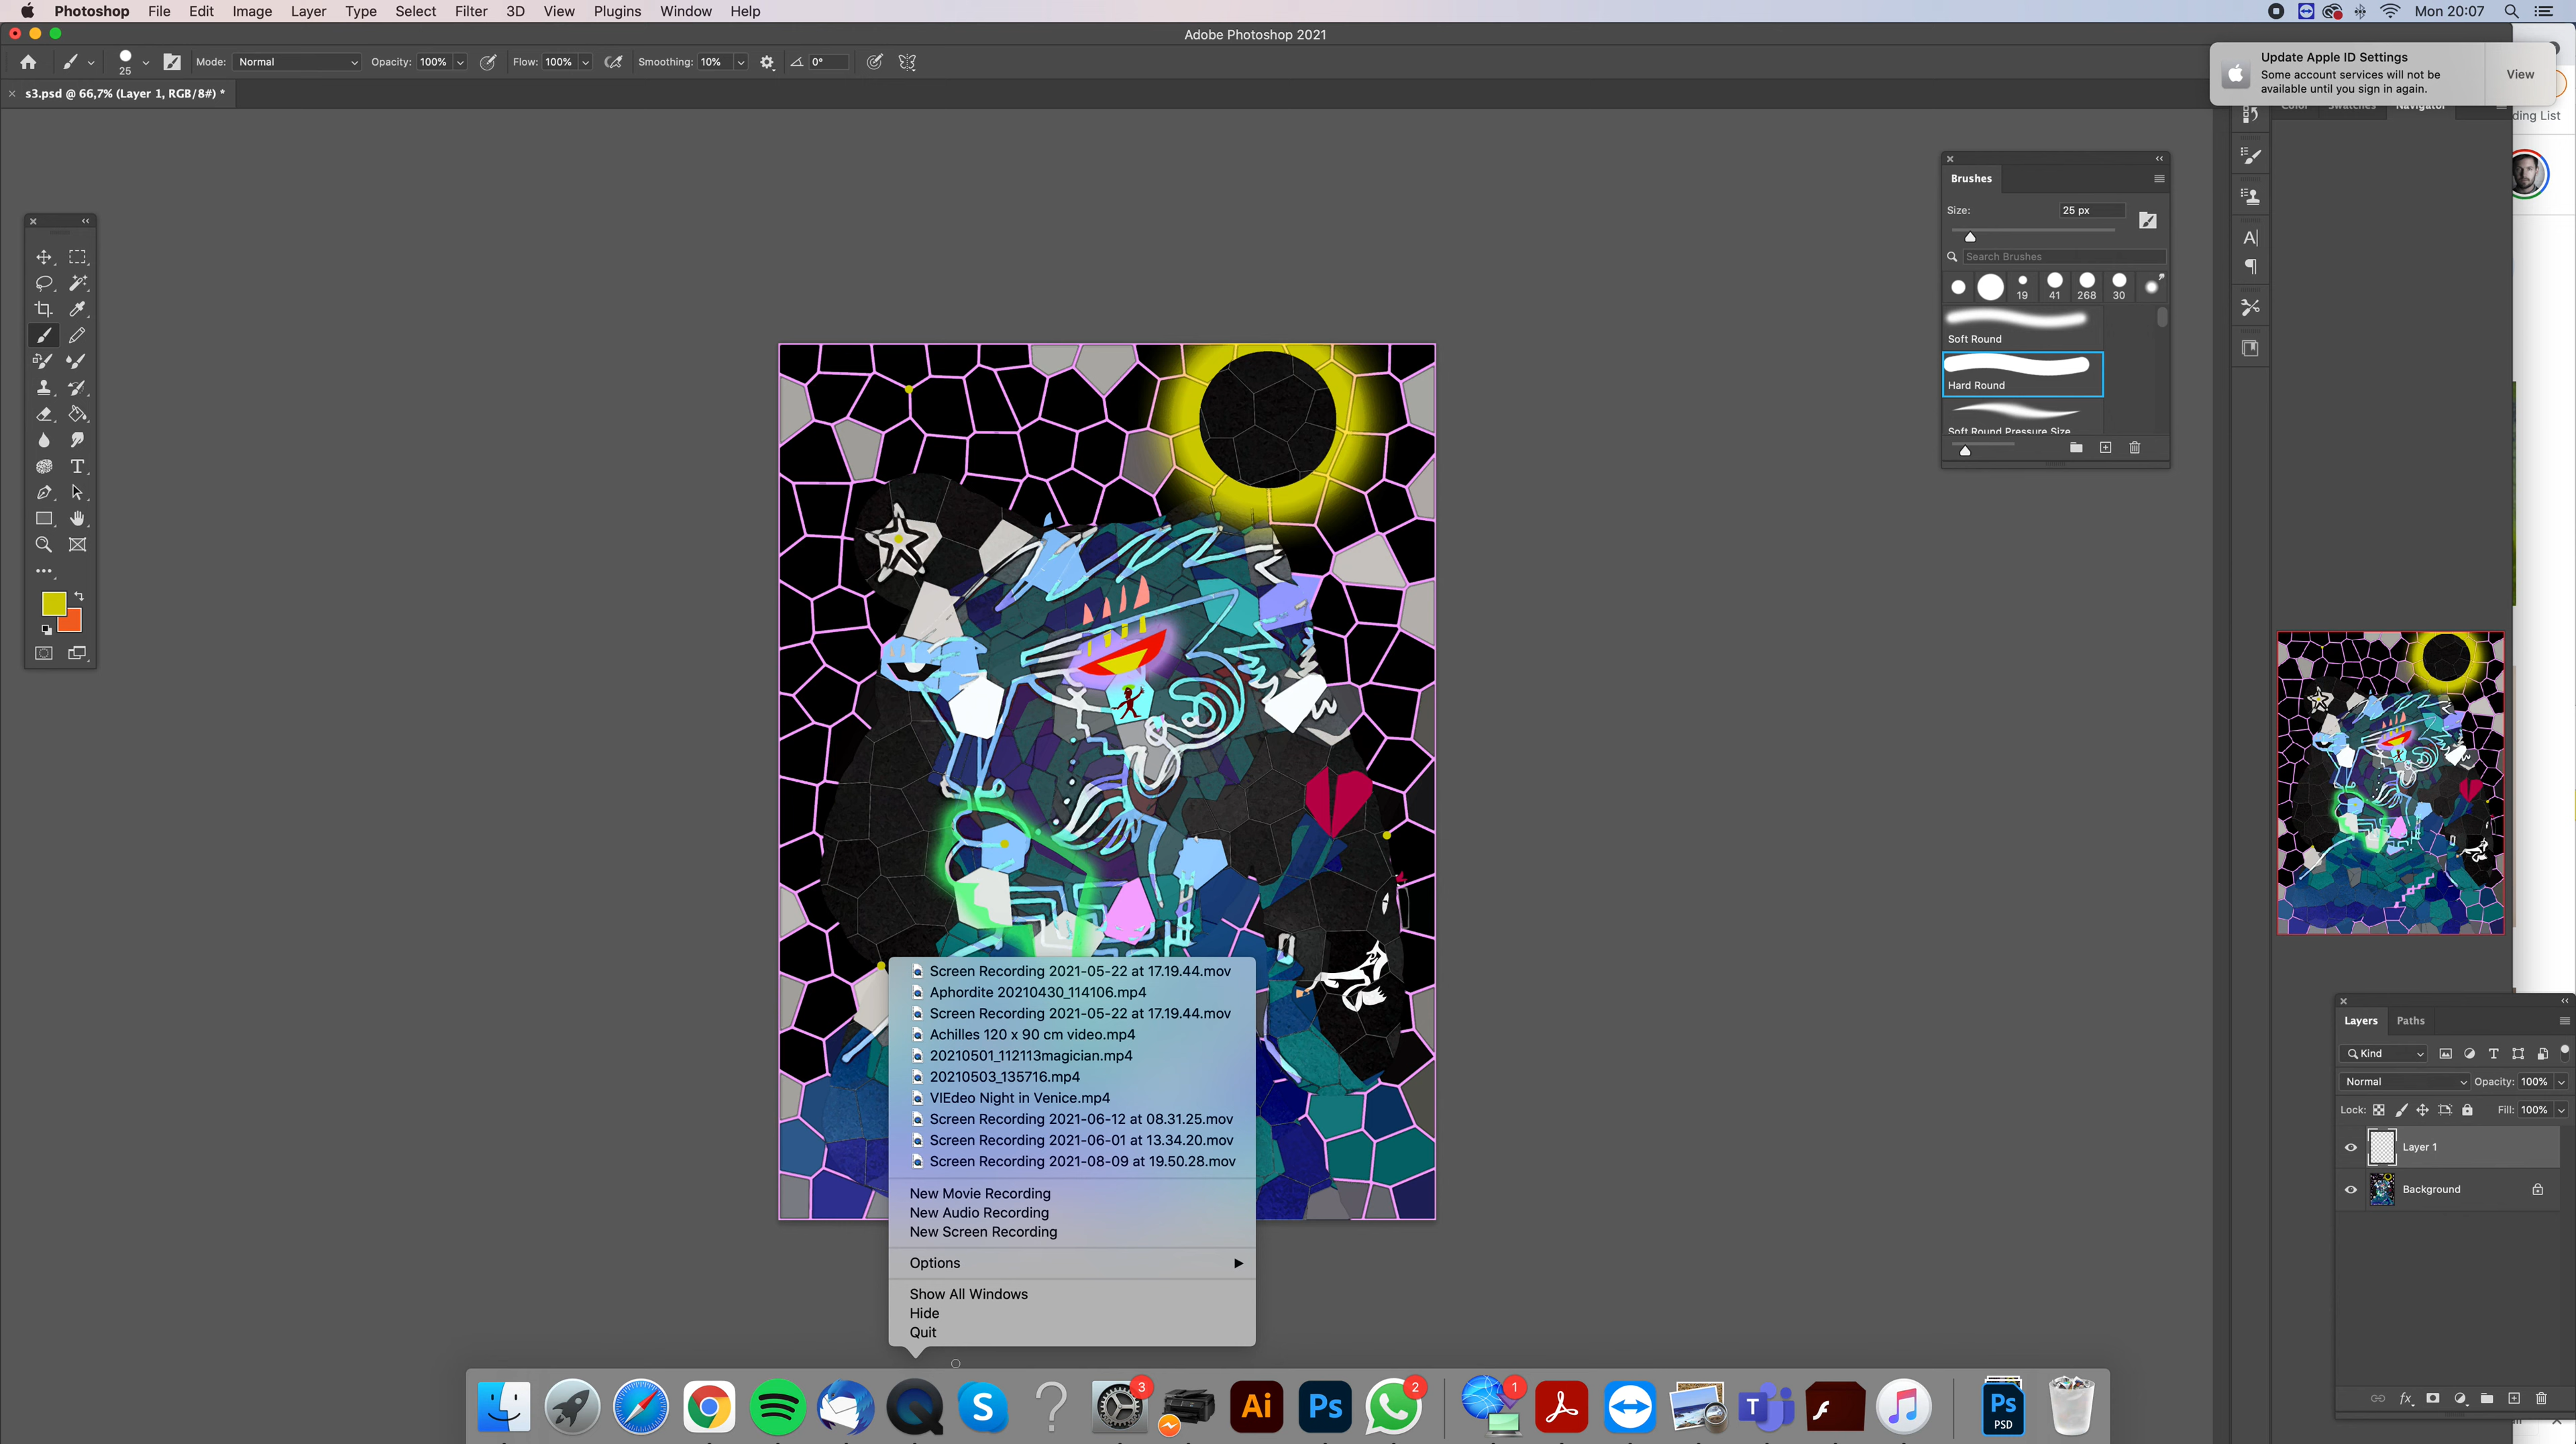 Photoshop File Edit Image Layer Type Select Filter 3D View Plugins Window Help Mon 20:07
Adobe Photoshop 2021
25 Mode: Normal Opacity: 100% Flow: 100% Smoothing: 10% 0°
s3.psd @ 66,7% (Layer 1, RGB/8#) *
Update Apple ID Settings
Some account services will not be
available until you sign in again.
View
ding List
Brushes
Size: 25 px
Search Brushes
19 41 268 30
Soft Round
Hard Round
Soft Round Pressure Size
Screen Recording 2021-05-22 at 17.19.44.mov
Aphordite 20210430_114106.mp4
Screen Recording 2021-05-22 at 17.19.44.mov
Achilles 120 x 90 cm video.mp4
20210501_112113magician.mp4
20210503_135716.mp4
VIEdeo Night in Venice.mp4
Screen Recording 2021-06-12 at 08.31.25.mov
Screen Recording 2021-06-01 at 13.34.20.mov
Screen Recording 2021-08-09 at 19.50.28.mov
New Movie Recording
New Audio Recording
New Screen Recording
Options
Show All Windows
Hide
Quit
Layers Paths
Kind
Normal Opacity: 100%
Lock: Fill: 100%
Layer 1
Background
fx
3 Ai Ps 2 1 T PSD